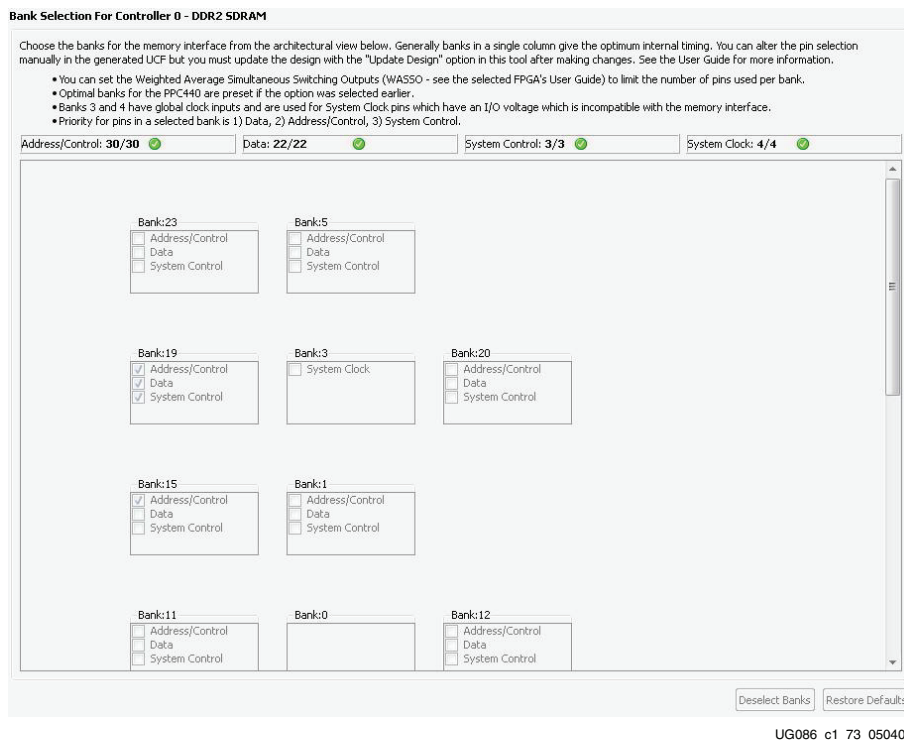 Bank Selection For Controller 0 - DDR2 SDRAM
Choose the banks for the memory interface from the architectural view below. Generally banks in a single column give the optimum internal timing. You can alter the pin selection
manually in the generated UCF but you must update the design with the "Update Design" option in this tool after making changes. See the User Guide for more information.
• You can set the Weighted Average Simultaneous Switching Outputs (WASSO - see the selected FPGA's User Guide) to limit the number of pins used per bank.
• Optimal banks for the PPC440 are preset if the option was selected earlier.
• Banks 3 and 4 have global clock inputs and are used for System Clock pins which have an I/O voltage which is incompatible with the memory interface.
• Priority for pins in a selected bank is 1) Data, 2) Address/Control, 3) System Control.
Address/Control: 30/30 Data: 22/22 System Control: 3/3 System Clock: 4/4
Bank:23
Address/Control
Data
System Control
Bank:5
Address/Control
Data
System Control
Bank:19
Address/Control
Data
System Control
Bank:3
System Clock
Bank:20
Address/Control
Data
System Control
Bank:15
Address/Control
Data
System Control
Bank:1
Address/Control
Data
System Control
Bank:11
Address/Control
Data
System Control
Bank:0
Bank:12
Address/Control
Data
System Control
Deselect Banks Restore Defaults
UG086_c1_73_05040